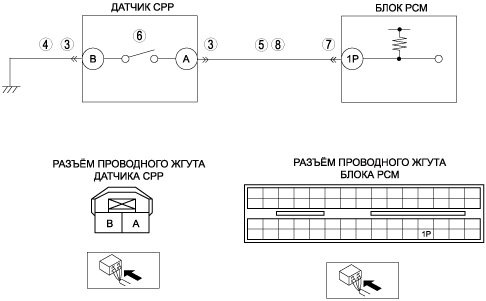 ДАТЧИК CPP
БЛОК PCM
4 3 6 3 5 8 7
B A 1P
РАЗЪЁМ ПРОВОДНОГО ЖГУТА
ДАТЧИКА CPP
РАЗЪЁМ ПРОВОДНОГО ЖГУТА
БЛОКА PCM
B A
1P